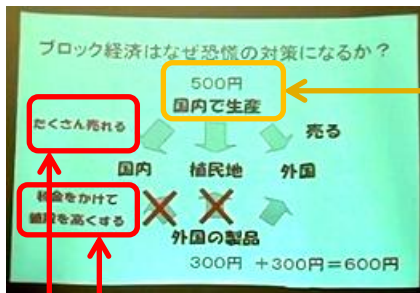 ブロック経済はなぜ恐慌の対策になるか？
500円
国内で生産
たくさん売れる
売る
国内 植民地 外国
税金をかけて
値段を高くする
外国の製品
300円 +300円=600円